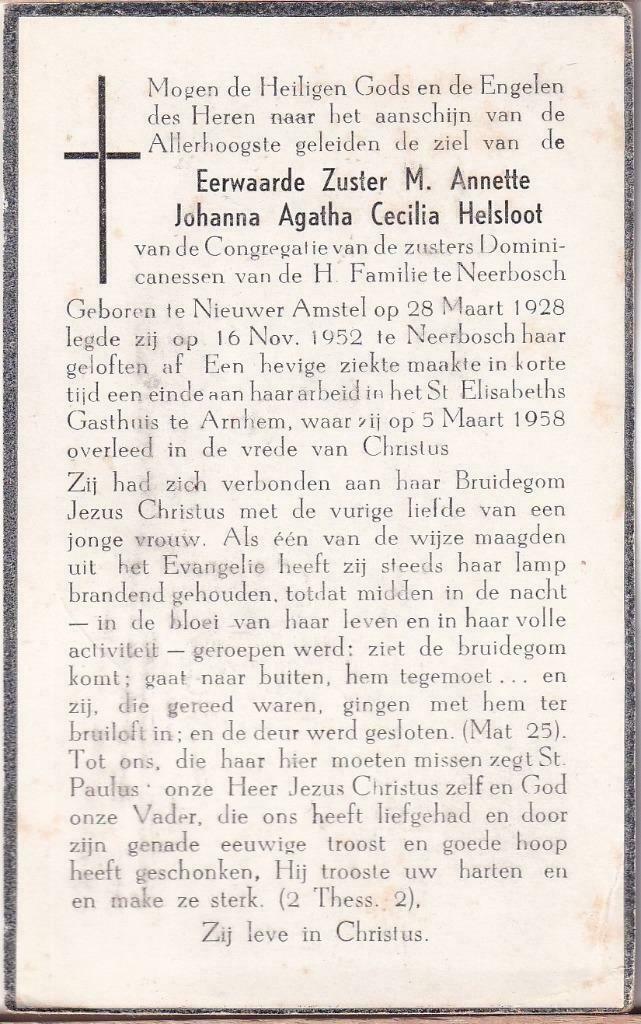 Mogen de Heiligen Gods en de Engelen
des Heren naar het aanschijn van de
Allerhoogste geleiden de ziel van de
Eerwaarde Zuster M. Annette
Johanna Agatha Cecilia Helsloot
van de Congregatie van de zusters Domini-
canessen van de H. Familie te Neerbosch
Geboren te Nieuwer Amstel op 28 Maart 1928
legde zij op 16 Nov. 1952 te Neerbosch haar
geloften af Een hevige ziekte maakte in korte
tijd een einde aan haar arbeid in het St Elisabeths
Gasthuis te Arnhem, waar zij op 5 Maart 1958
overleed in de vrede van Christus
Zij had zich verbonden aan haar Bruidegom
Jezus Christus met de vurige liefde van een
jonge vrouw. Als één van de wijze maagden
uit het Evangelie heeft zij steeds haar lamp
brandend gehouden, totdat midden in de nacht
— in de bloei van haar leven en in haar volle
activiteit — geroepen werd: ziet de bruidegom
komt; gaat naar buiten, hem tegemoet... en
zij, die gereed waren, gingen met hem ter
bruiloft in; en de deur werd gesloten. (Mat 25).
Tot ons, die haar hier moeten missen zegt St.
Paulus: onze Heer Jezus Christus zelf en God
onze Vader, die ons heeft liefgehad en door
zijn genade eeuwige troost en goede hoop
heeft geschonken, Hij trooste uw harten en
en make ze sterk. (2 Thess. 2),
Zij leve in Christus.